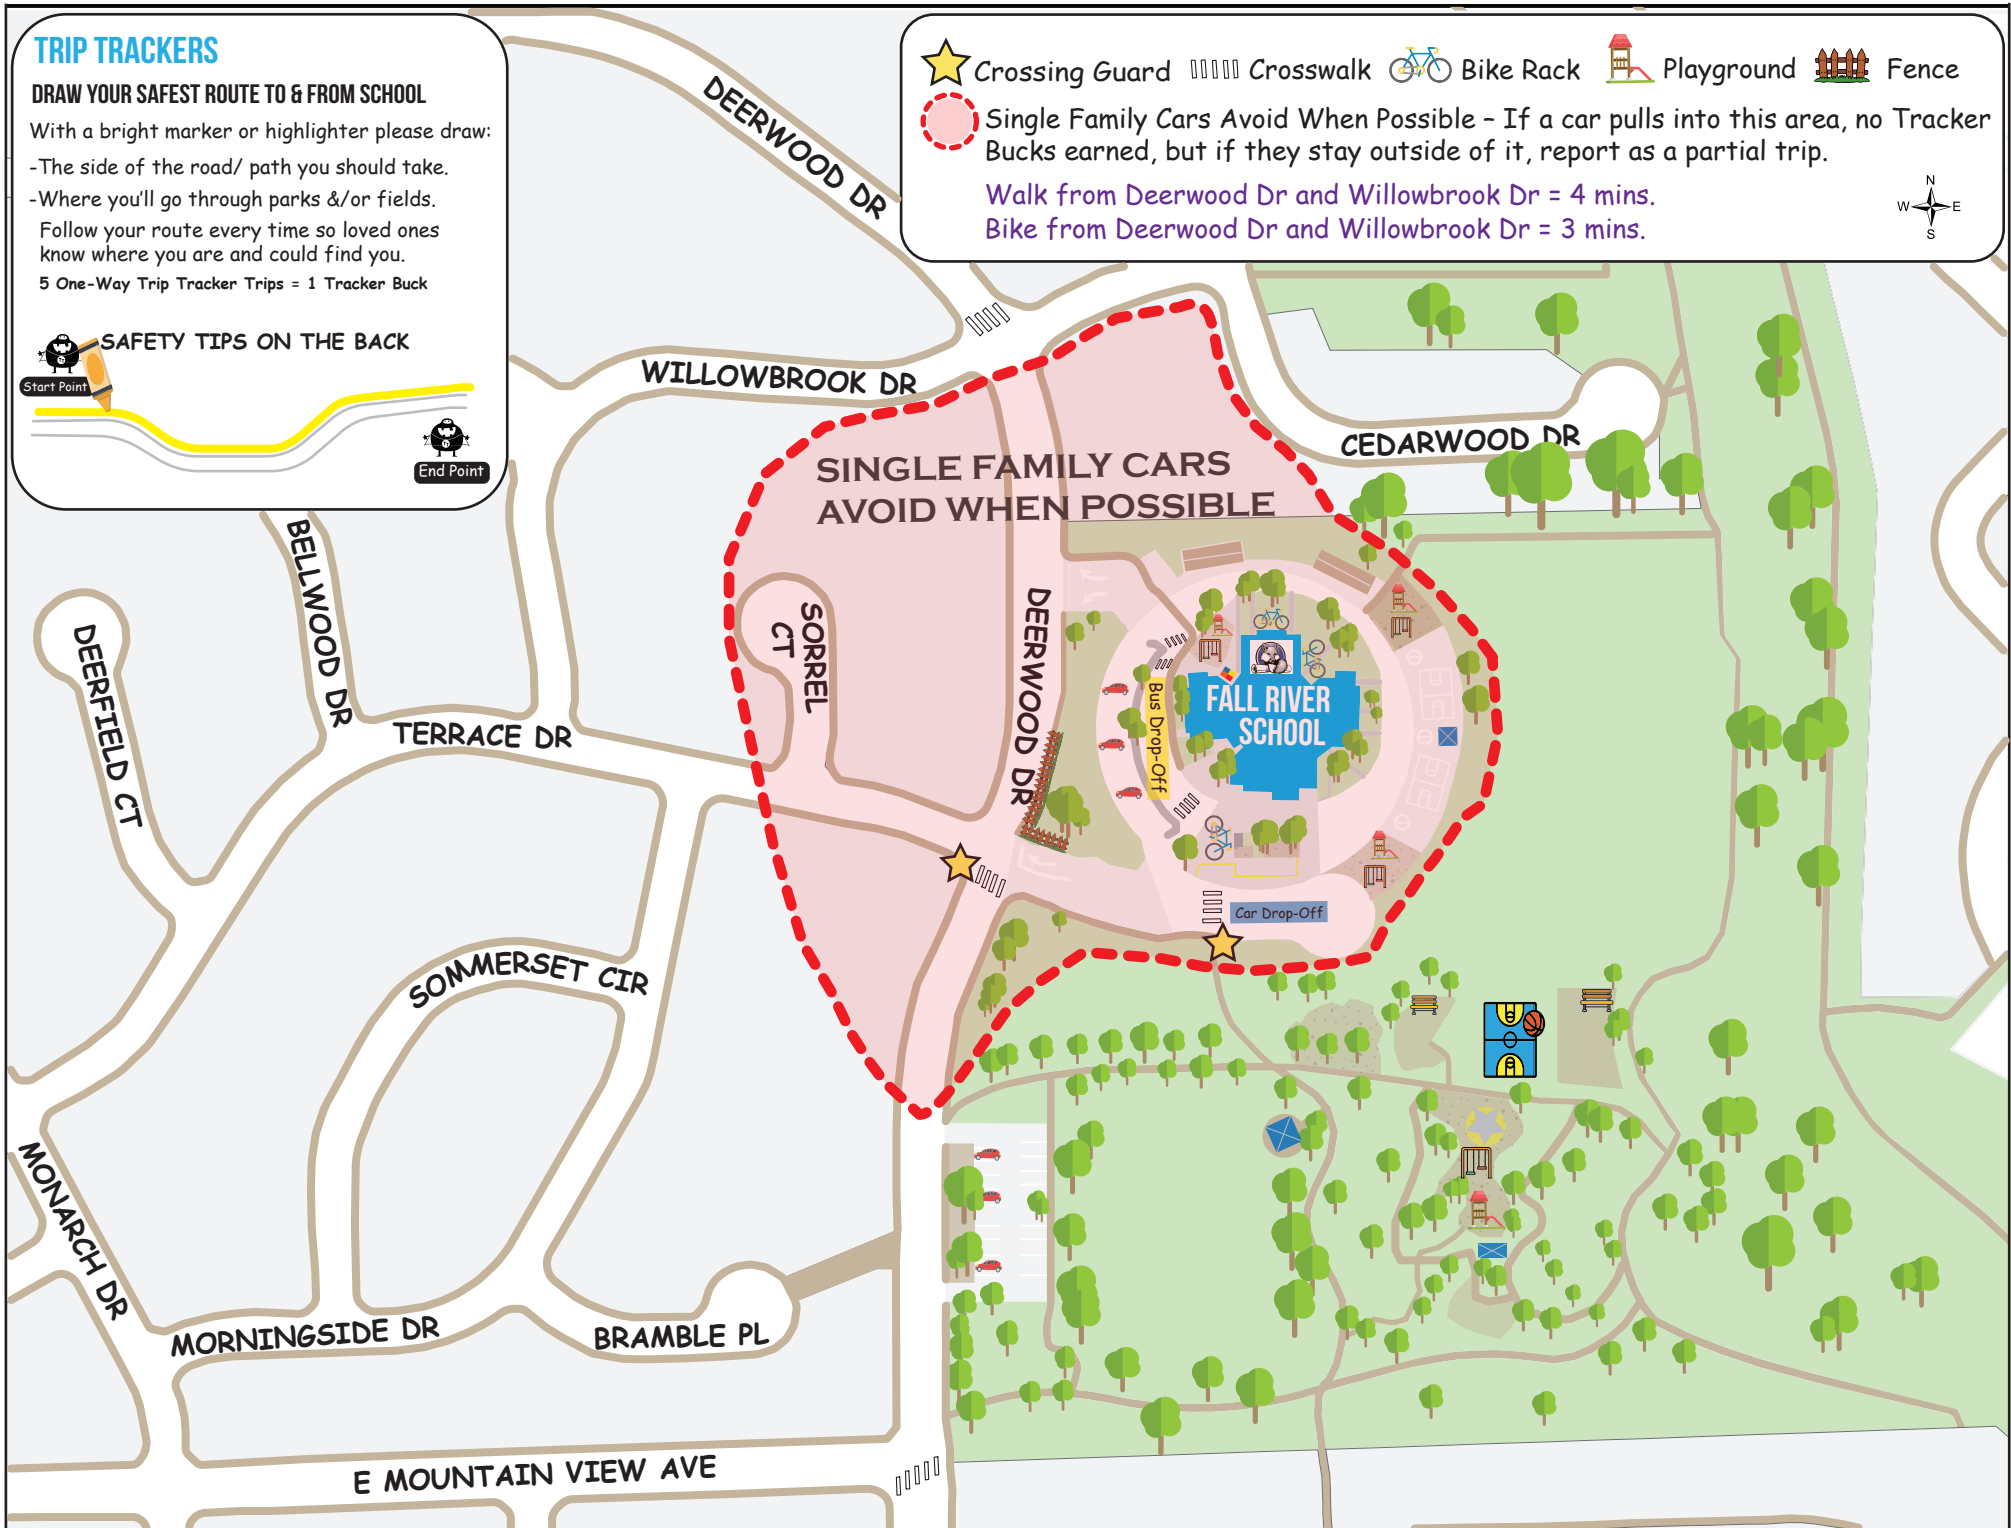 TRIP TRACKERS
DRAW YOUR SAFEST ROUTE TO & FROM SCHOOL
With a bright marker or highlighter please draw:
-The side of the road/ path you should take.
-Where you'll go through parks &/or fields.
Follow your route every time so loved ones
know where you are and could find you.
5 One-Way Trip Tracker Trips = 1 Tracker Buck
SAFETY TIPS ON THE BACK
Start Point
End Point
Crossing Guard
Crosswalk
Bike Rack
Playground
Fence
Single Family Cars Avoid When Possible – If a car pulls into this area, no Tracker
Bucks earned, but if they stay outside of it, report as a partial trip.
Walk from Deerwood Dr and Willowbrook Dr = 4 mins.
Bike from Deerwood Dr and Willowbrook Dr = 3 mins.
N
W
E
S
DEERWOOD DR
WILLOWBROOK DR
CEDARWOOD DR
SINGLE FAMILY CARS
AVOID WHEN POSSIBLE
BELLWOOD DR
DEERFIELD CT
TERRACE DR
SORREL
CT
DEERWOOD DR
Bus Drop-Off
FALL RIVER
SCHOOL
Car Drop-Off
SOMMERSET CIR
MONARCH DR
MORNINGSIDE DR
BRAMBLE PL
E MOUNTAIN VIEW AVE